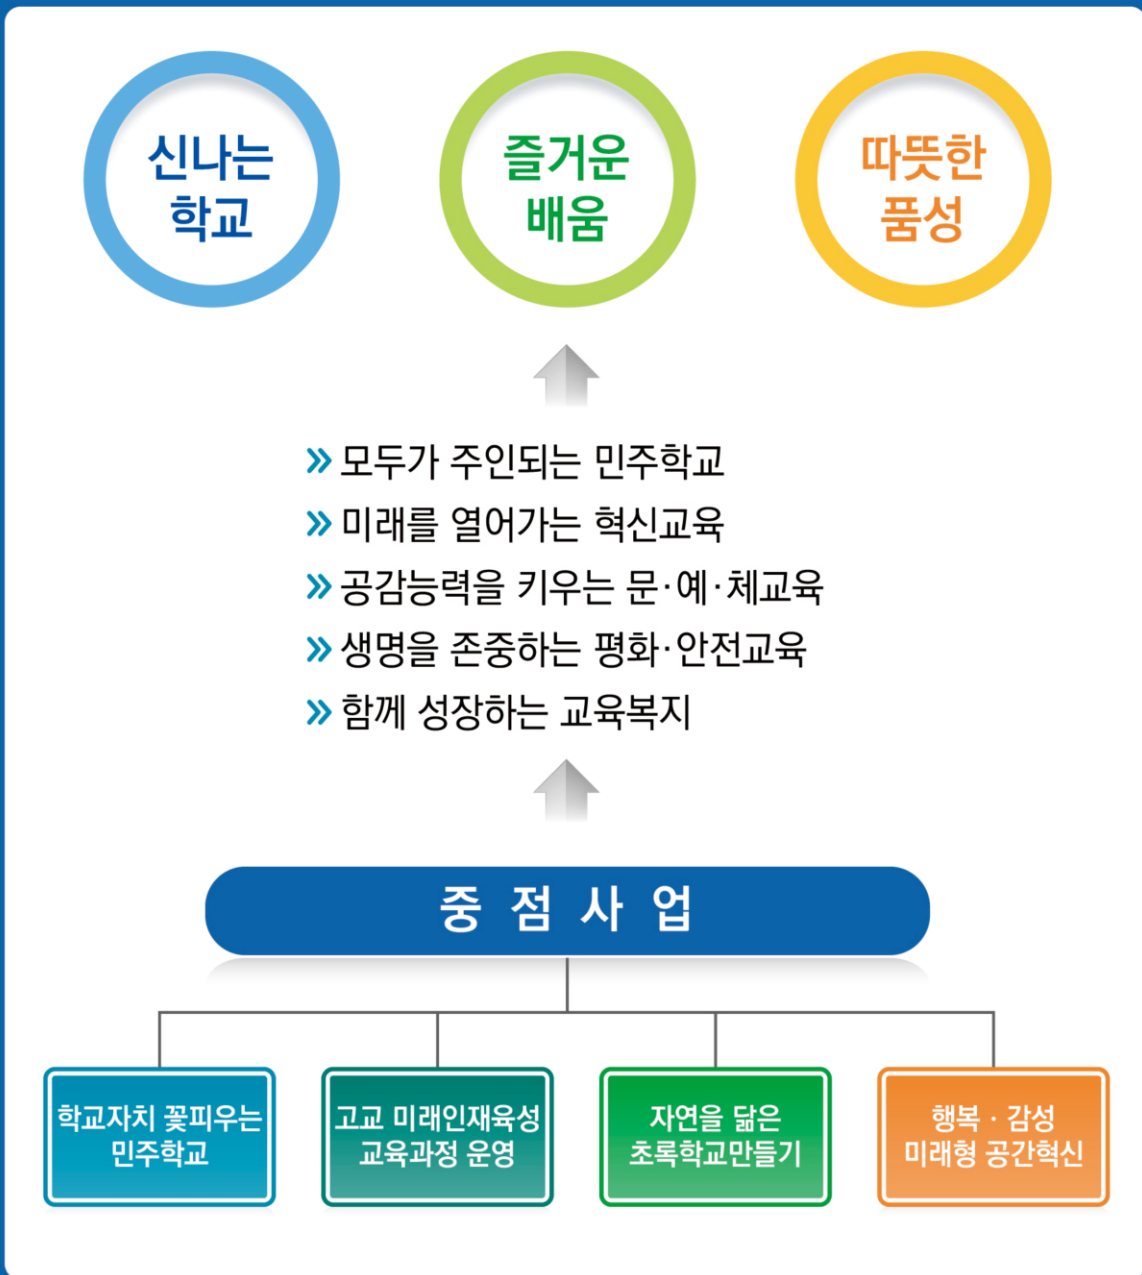 신나는
학교
즐거운
배움
따뜻한
품성
» 모두가 주인되는 민주학교
» 미래를 열어가는 혁신교육
» 공감능력을 키우는 문·예·체교육
» 생명을 존중하는 평화·안전교육
» 함께 성장하는 교육복지
중 점 사 업
학교자치 꽃피우는
민주학교
고교 미래인재육성
교육과정 운영
자연을 닮은
초록학교만들기
행복 · 감성
미래형 공간혁신